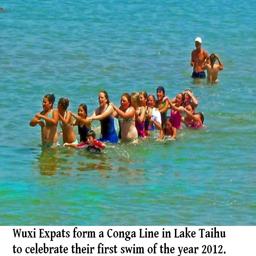 Wuxi Expats form a Conga Line in Lake Taihu
to celebrate their first swim of the year 2012.